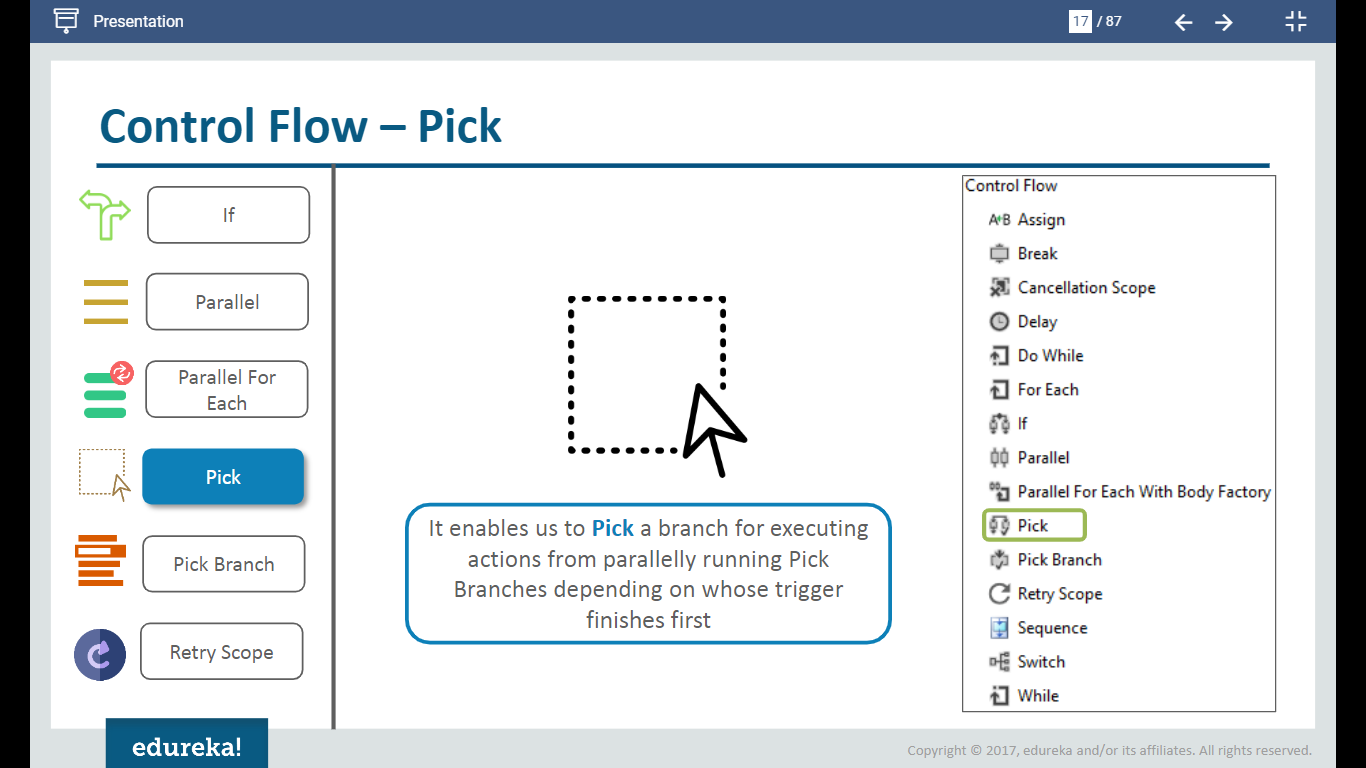 Presentation
17 / 87
Control Flow – Pick
If
Parallel
Parallel For
Each
Pick
Pick Branch
Retry Scope
It enables us to Pick a branch for executing
actions from parallelly running Pick
Branches depending on whose trigger
finishes first
Control Flow
A+B Assign
Break
Cancellation Scope
Delay
Do While
For Each
If
Parallel
Parallel For Each With Body Factory
Pick
Pick Branch
Retry Scope
Sequence
Switch
While
edureka!
Copyright © 2017, edureka and/or its affiliates. All rights reserved.